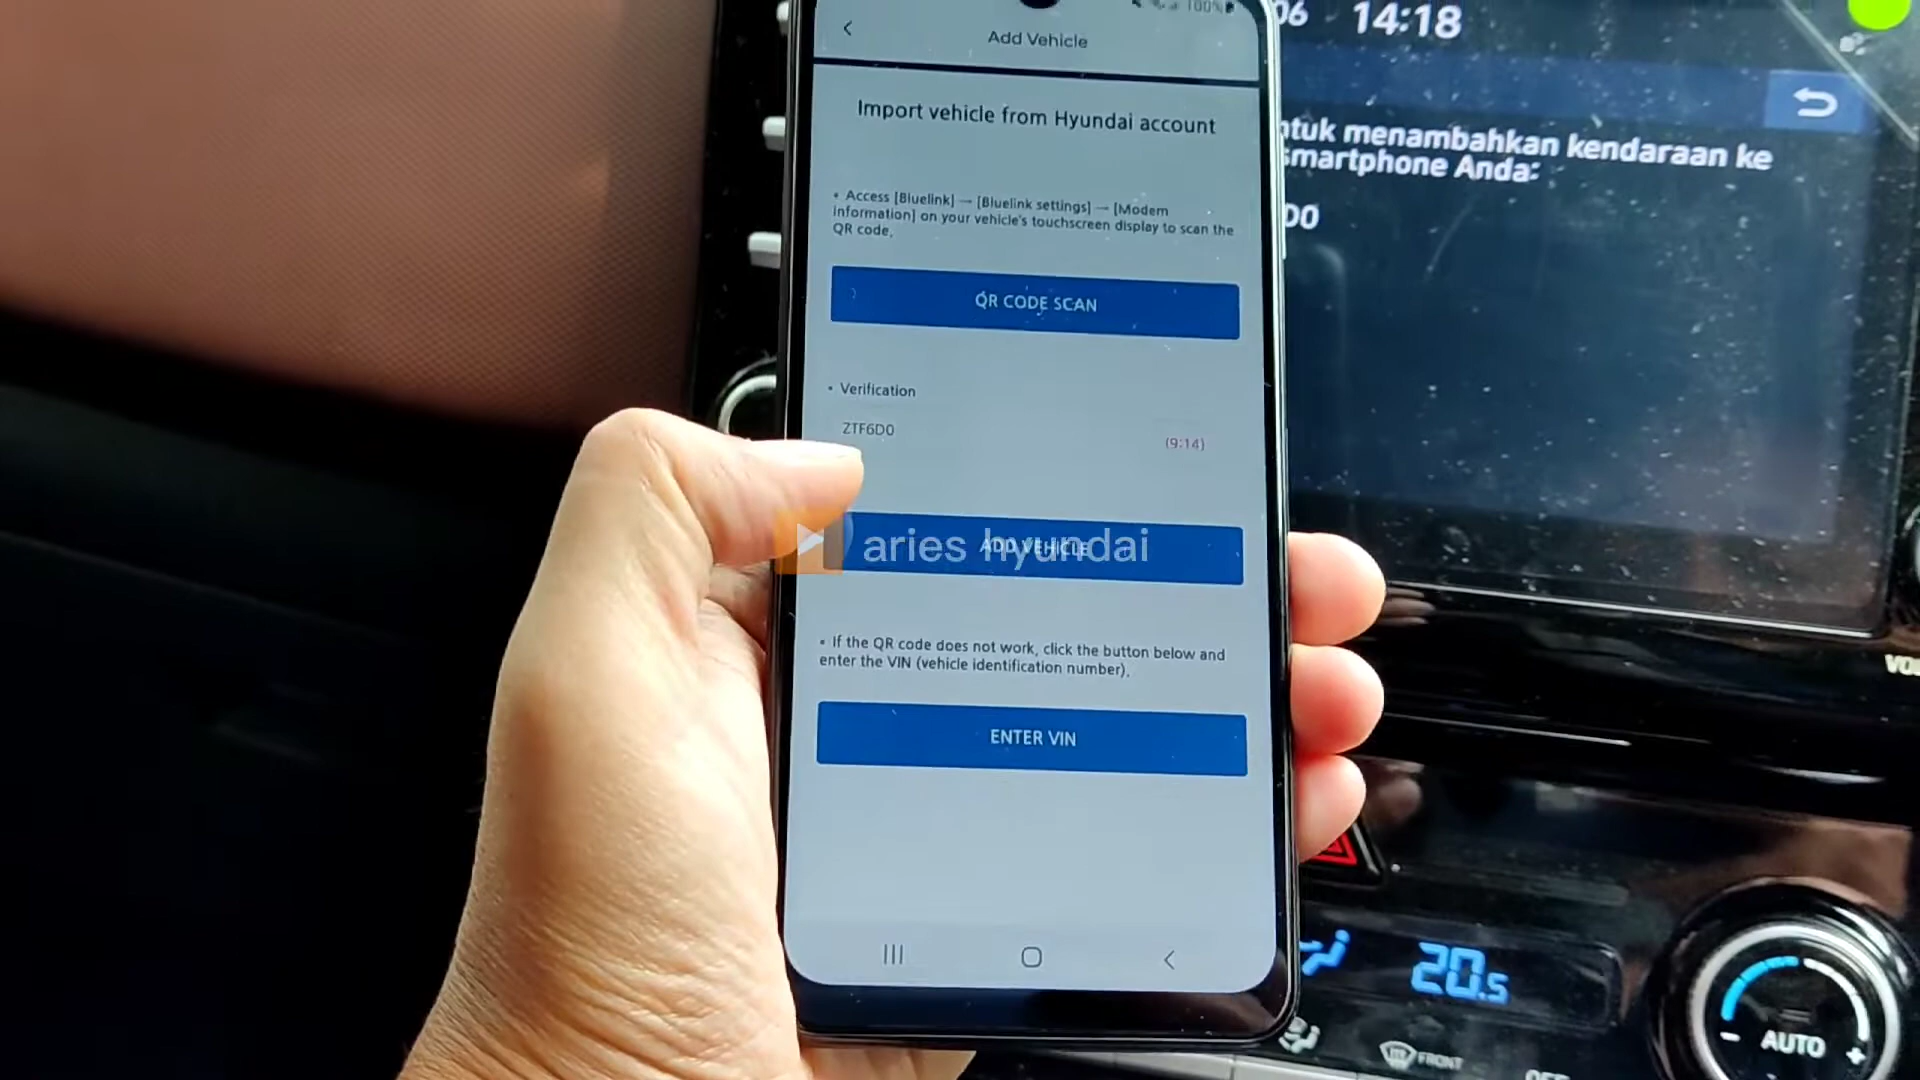 100%
Add Vehicle
Import vehicle from Hyundai account
• Access [Bluelink] → [Bluelink settings] → [Modem
information] on your vehicle's touchscreen display to scan the
QR code.
QR CODE SCAN
• Verification
ZTF6D0
(9:14)
ADD VEHICLE
aries hyundai
• If the QR code does not work, click the button below and
enter the VIN (vehicle identification number).
ENTER VIN
06 14:18
ntuk menambahkan kendaraan ke
smartphone Anda:
D0
20.5
AUTO
FRONT